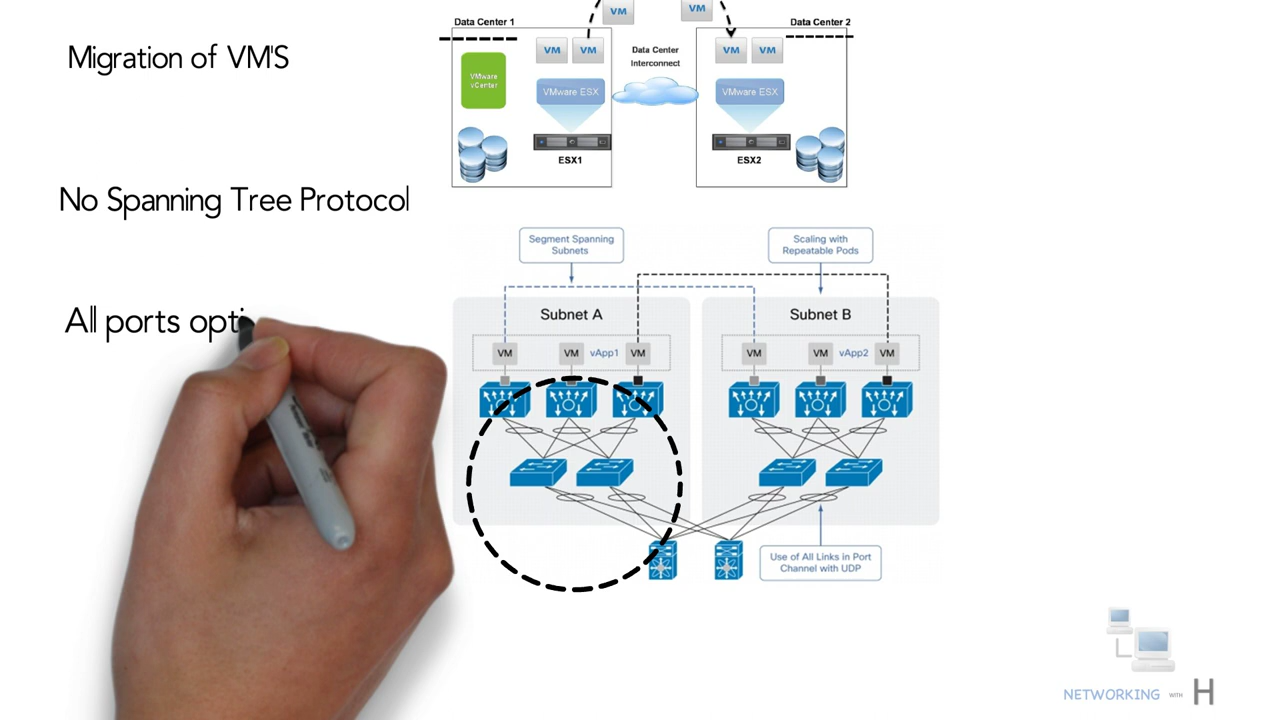 Migration of VM'S
No Spanning Tree Protocol
All ports opti
Data Center 1
VM
VM
Data Center 2
VM
VM
Data Center
Interconnect
VM
VM
VMware
vCenter
VMware ESX
VMware ESX
ESX1
ESX2
Segment Spanning
Subnets
Scaling with
Repeatable Pods
Subnet A
Subnet B
VM
VM
vApp1
VM
VM
VM
vApp2
VM
Use of All Links in Port
Channel with UDP
NETWORKING WITH H